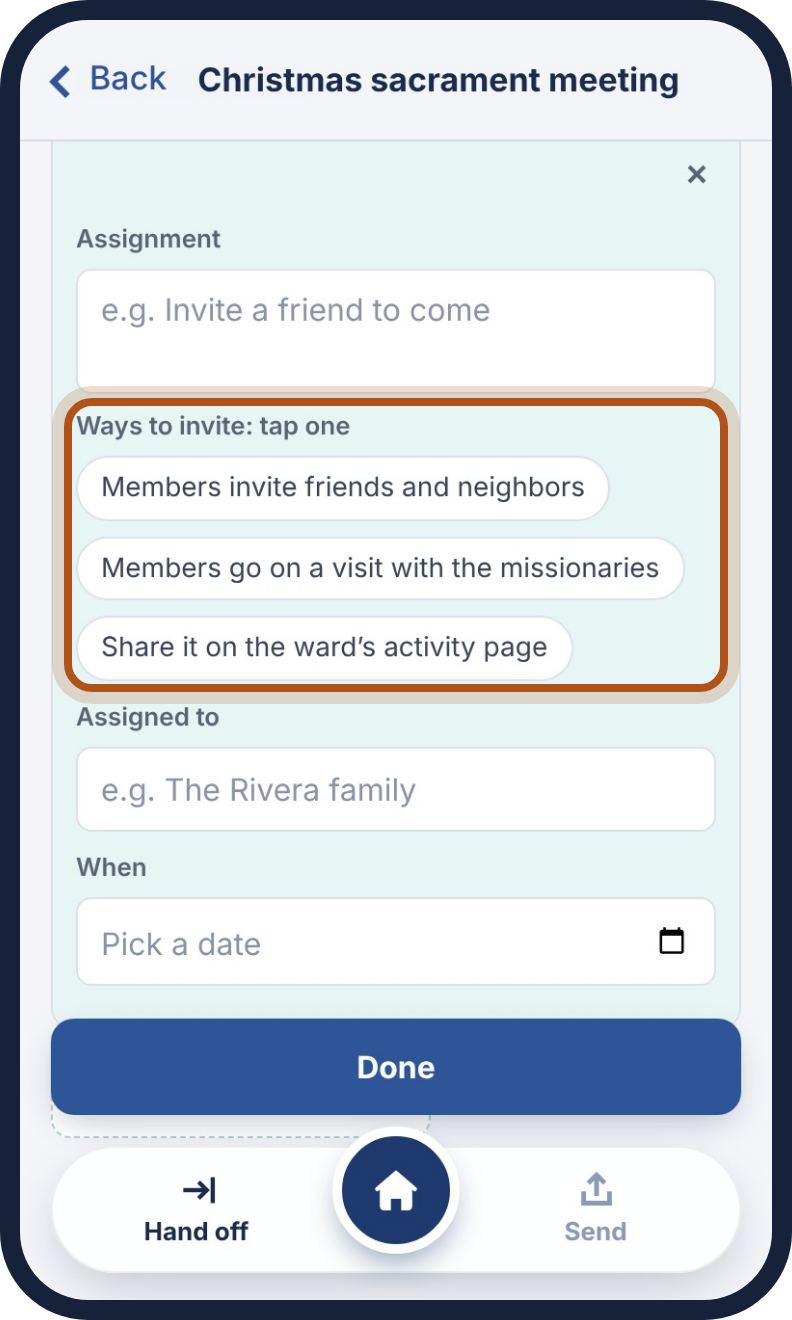 Back Christmas sacrament meeting
×
Assignment
e.g. Invite a friend to come
Ways to invite: tap one
Members invite friends and neighbors
Members go on a visit with the missionaries
Share it on the ward’s activity page
Assigned to
e.g. The Rivera family
When
Pick a date
Done
Hand off
Send